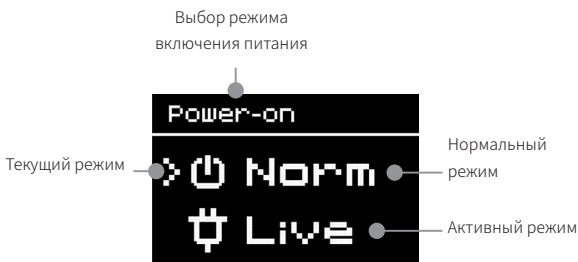 Выбор режима
включения питания
Power-on
Текущий режим
Norm
Нормальный
режим
Live
Активный режим